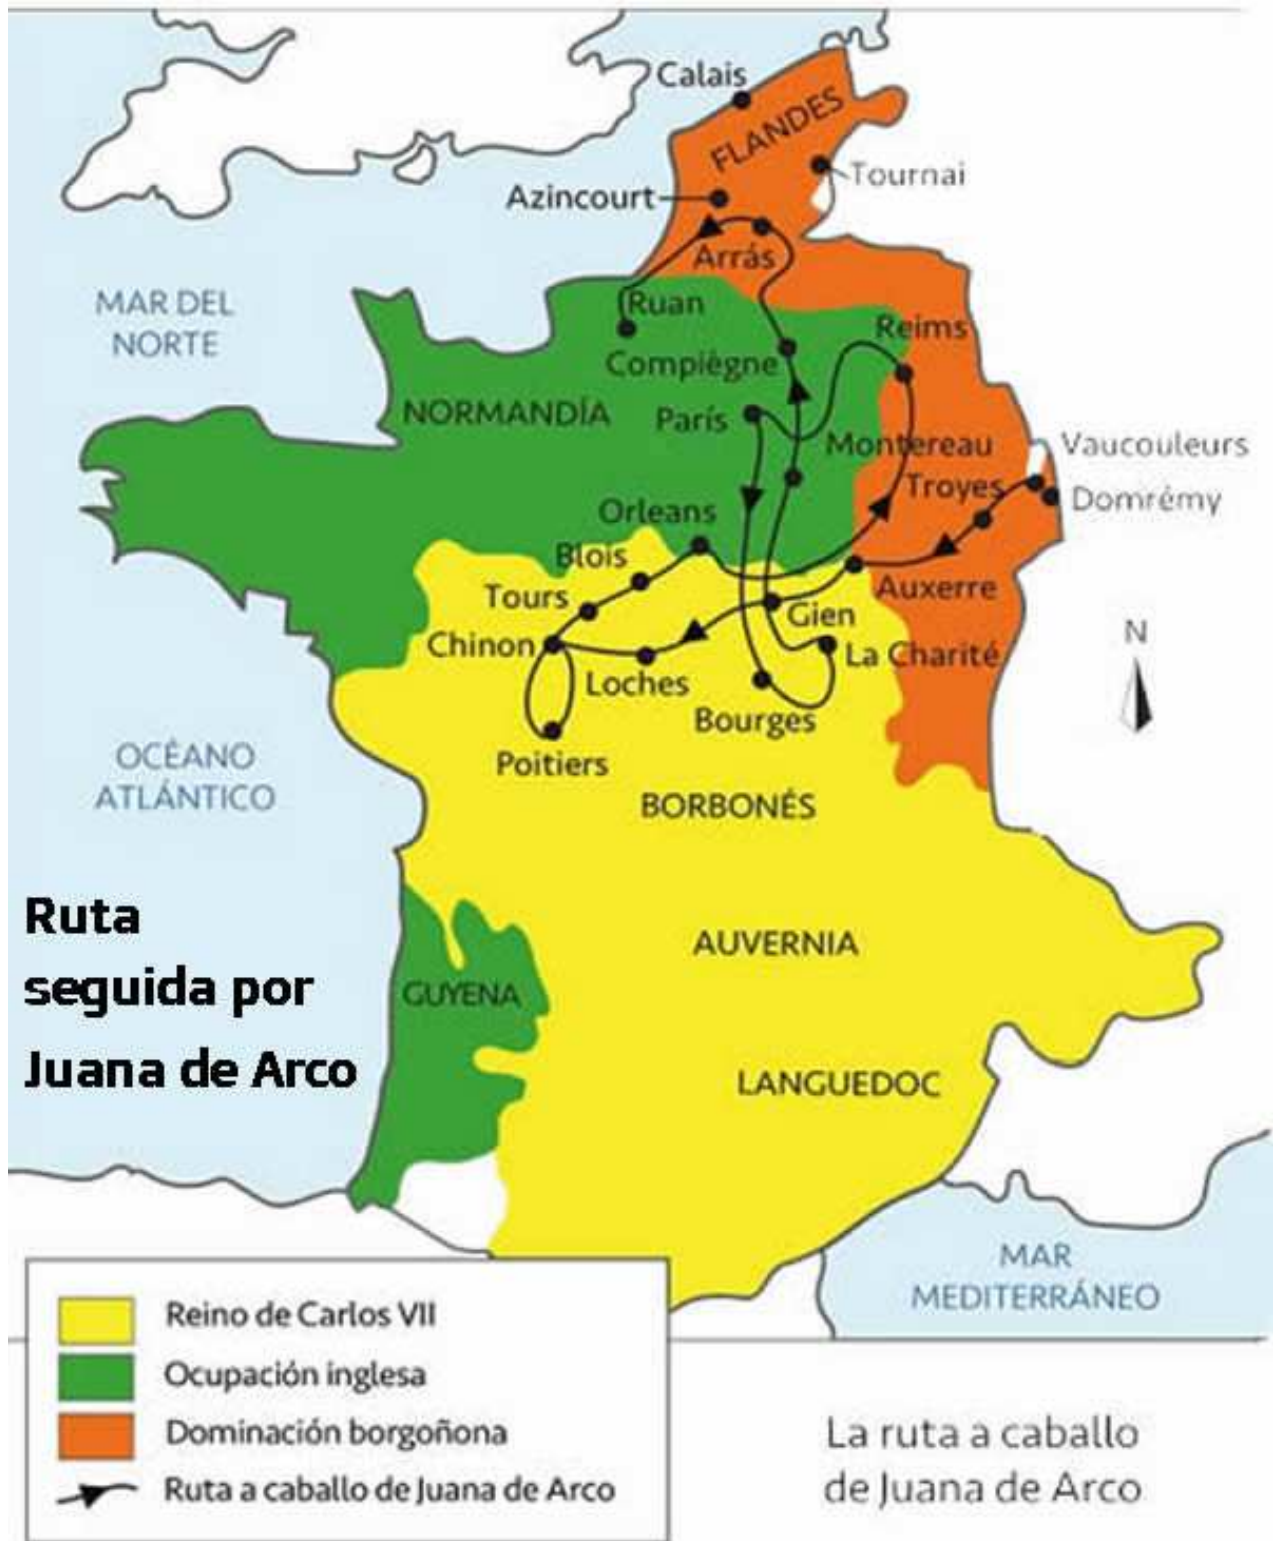 Calais
FLANDES
Tournai
Azincourt
Arrás
MAR DEL
NORTE
Ruan
Reims
Compiègne
NORMANDÍA
París
Montereau
Vaucouleurs
Troyes
Domrémy
Orleans
Blois
Auxerre
Tours
Gien
N
Chinon
La Charité
Loches
Bourges
Poitiers
OCÉANO
ATLÁNTICO
BORBONÉS
Ruta
seguida por
Juana de Arco
AUVERNIA
GUYENA
LANGUEDOC
MAR
MEDITERRÁNEO
Reino de Carlos VII
Ocupación inglesa
Dominación borgoñona
Ruta a caballo de Juana de Arco
La ruta a caballo
de Juana de Arco